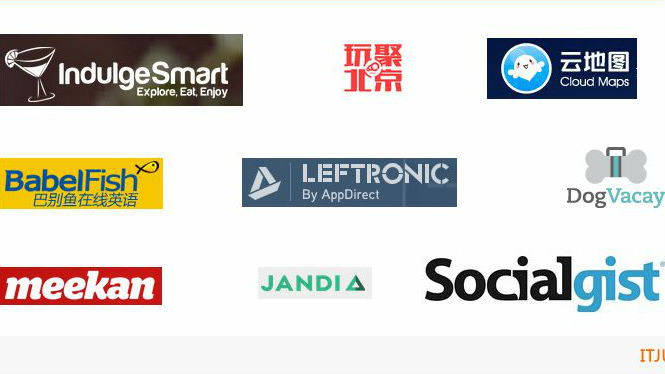 IndulgeSmart
Explore, Eat, Enjoy
玩聚
北京
云地图
Cloud Maps
BabelFish
巴别鱼在线英语
LEFTRONIC
By AppDirect
DogVacay
meekan
JANDI
Socialgist
ITJU